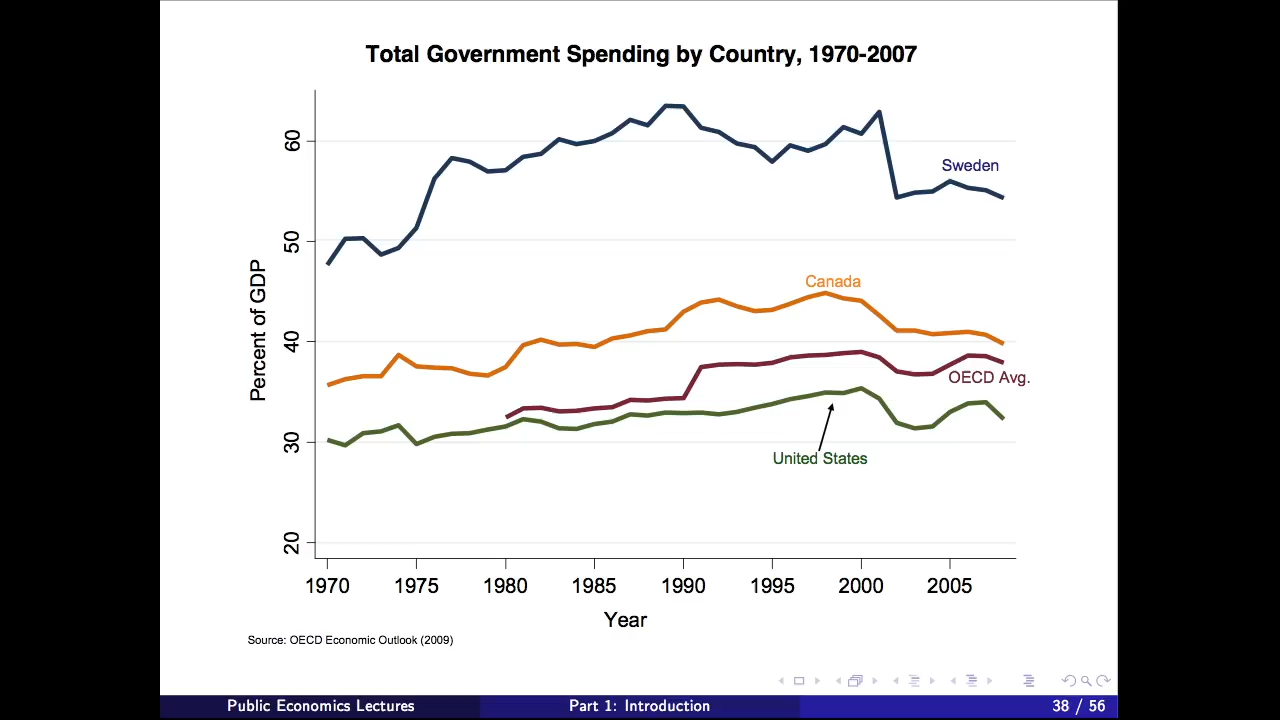 Total Government Spending by Country, 1970-2007
60
50
40
30
20
Percent of GDP
Sweden
Canada
OECD Avg.
United States
1970 1975 1980 1985 1990 1995 2000 2005
Year
Source: OECD Economic Outlook (2009)
Public Economics Lectures Part 1: Introduction 38 / 56